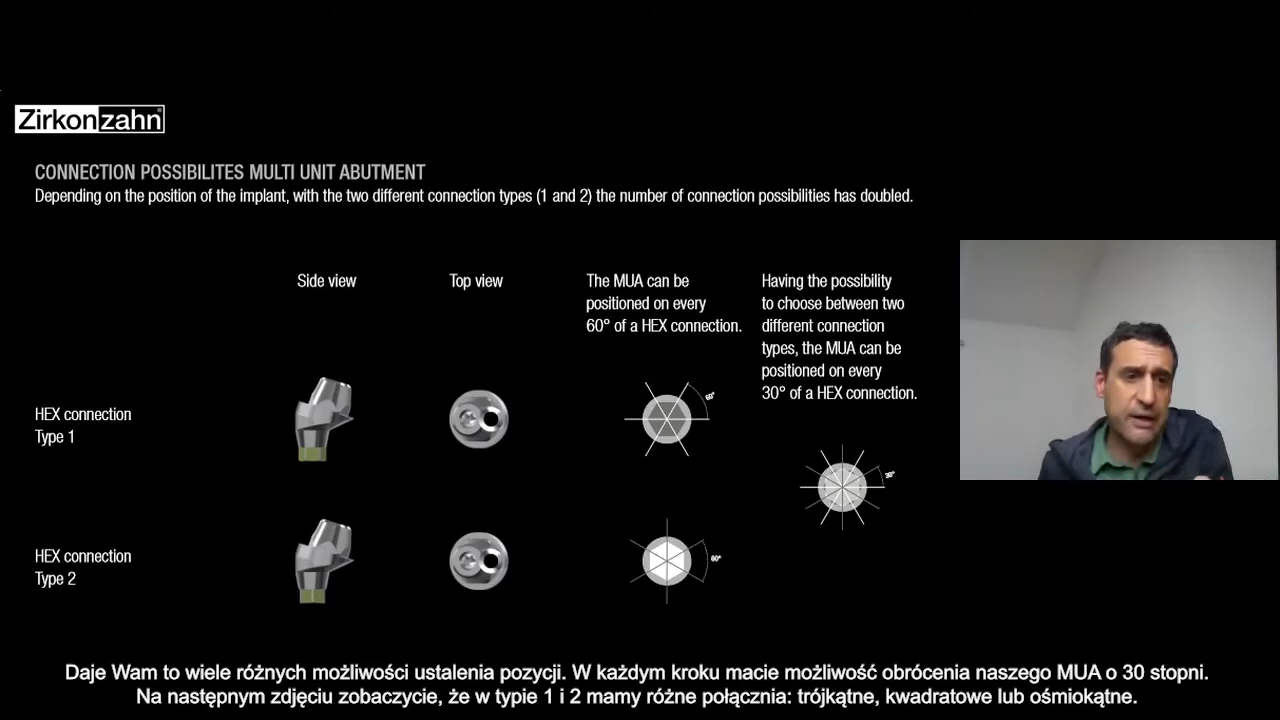 Zirkonzahn®
CONNECTION POSSIBILITES MULTI UNIT ABUTMENT
Depending on the position of the implant, with the two different connection types (1 and 2) the number of connection possibilities has doubled.
Side view
Top view
The MUA can be
positioned on every
60° of a HEX connection.
Having the possibility
to choose between two
different connection
types, the MUA can be
positioned on every
30° of a HEX connection.
HEX connection
Type 1
60°
30°
HEX connection
Type 2
60°
Daje Wam to wiele różnych możliwości ustalenia pozycji. W każdym kroku macie możliwość obrócenia naszego MUA o 30 stopni.
Na następnym zdjęciu zobaczycie, że w typie 1 i 2 mamy różne połącznia: trójkątne, kwadratowe lub ośmiokątne.